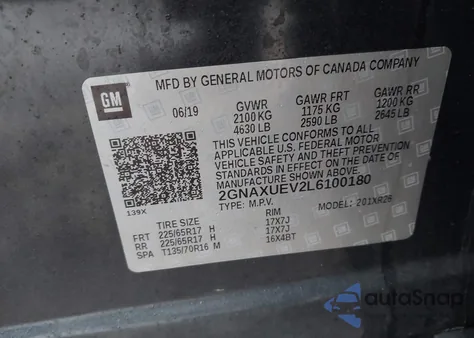 MFD BY GENERAL MOTORS OF CANADA COMPANY
GM
06/19 GVWR GAWR FRT GAWR RR
2100 KG 1175 KG 1200 KG
4630 LB 2590 LB 2645 LB
THIS VEHICLE CONFORMS TO ALL
APPLICABLE U.S. FEDERAL MOTOR
VEHICLE SAFETY, BUMPER, AND
THEFT PREVENTION STANDARDS IN
EFFECT ON THE DATE OF
MANUFACTURE SHOWN ABOVE.
2GNAXUEV2L6100180
TYPE: M.P.V. MODEL: 201XR26
139X
TIRE SIZE RIM
FRT 225/65R17 H 17X7J
RR 225/65R17 H 17X7J
SPA T135/70R16 M 16X4BT
autoSnap